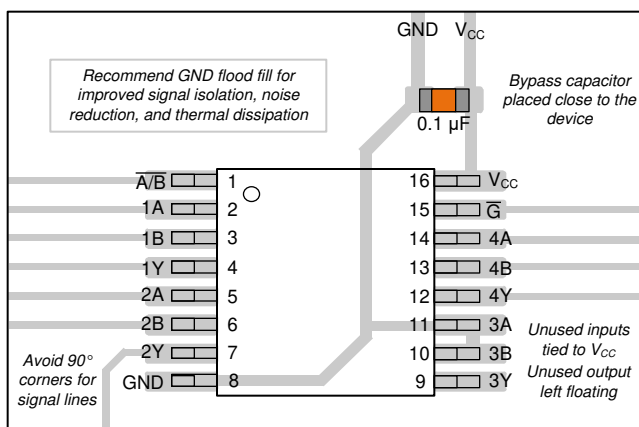 GND VCC
Recommend GND flood fill for
improved signal isolation, noise
reduction, and thermal dissipation
Bypass capacitor
placed close to the
device
0.1 µF
A̅/̅B̅ 1 16 VCC
1A 2 15 G̅
1B 3 14 4A
1Y 4 13 4B
2A 5 12 4Y
2B 6 11 3A
2Y 7 10 3B
GND 8 9 3Y
Avoid 90°
corners for
signal lines
Unused inputs
tied to VCC
Unused output
left floating